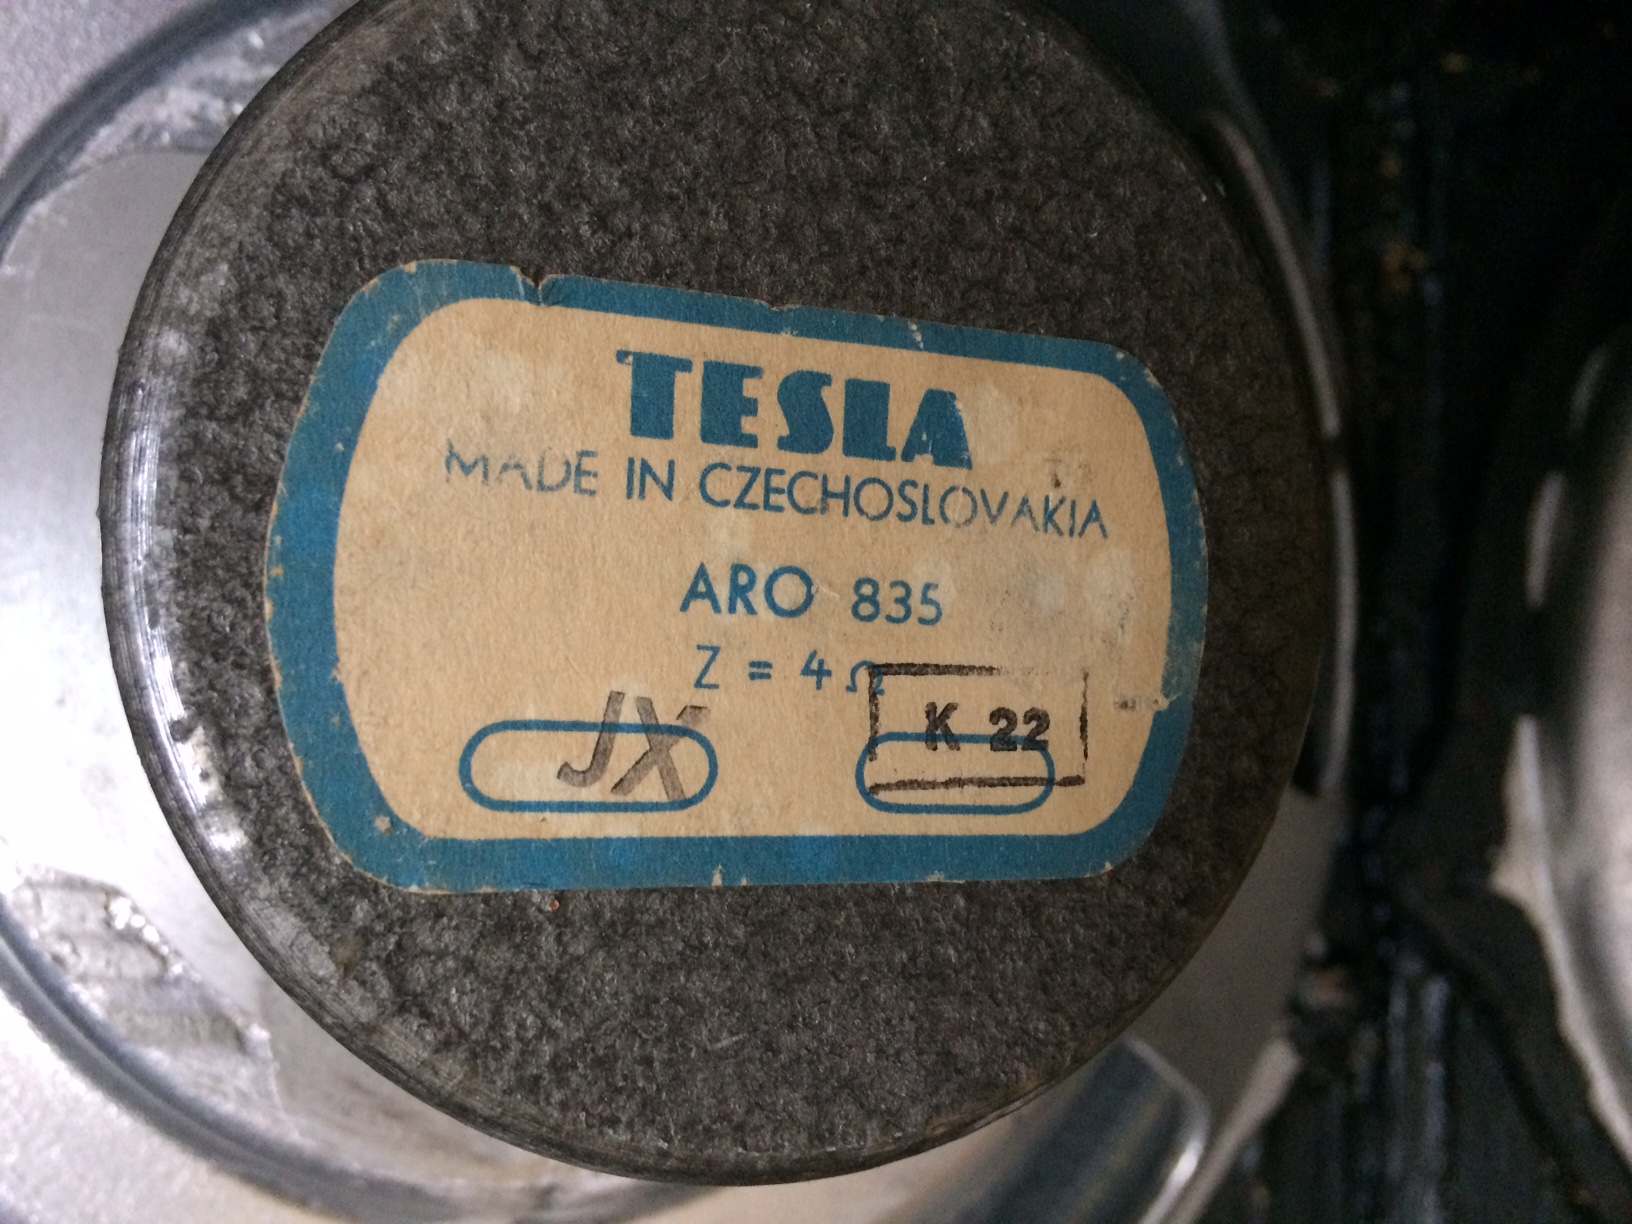 TESLA
MADE IN CZECHOSLOVAKIA
ARO 835
Z = 4 Ω
JX
K 22